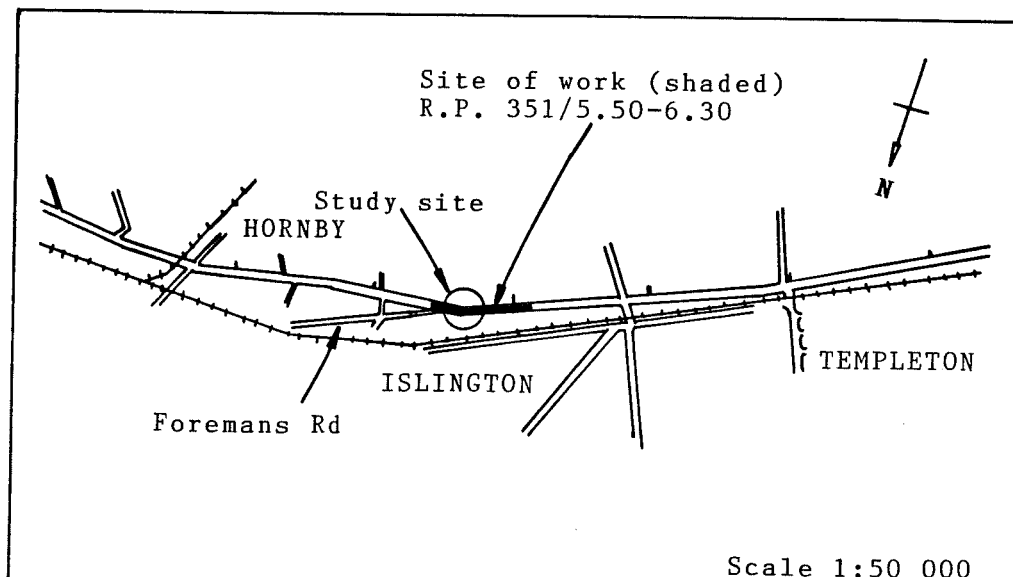 Site of work (shaded)
R.P. 351/5.50-6.30
N
Study site
HORNBY
ISLINGTON
TEMPLETON
Foremans Rd
Scale 1:50 000